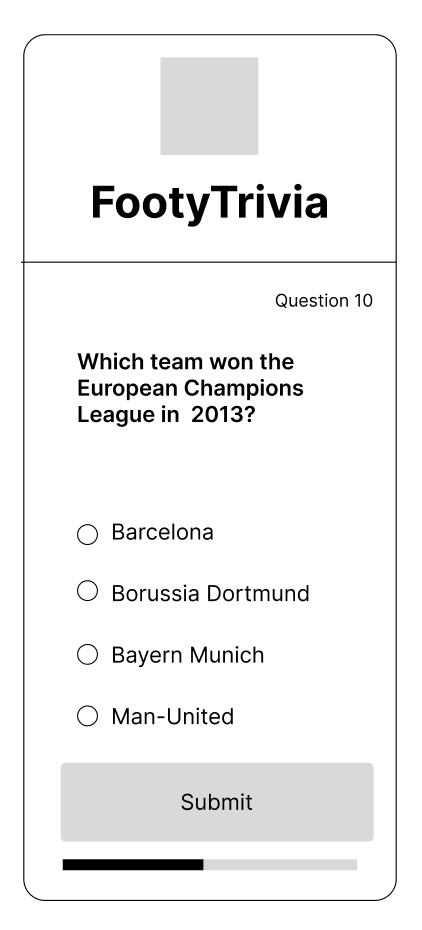 FootyTrivia
Question 10
Which team won the
European Champions
League in  2013?
Barcelona
Borussia Dortmund
Bayern Munich
Man-United
Submit